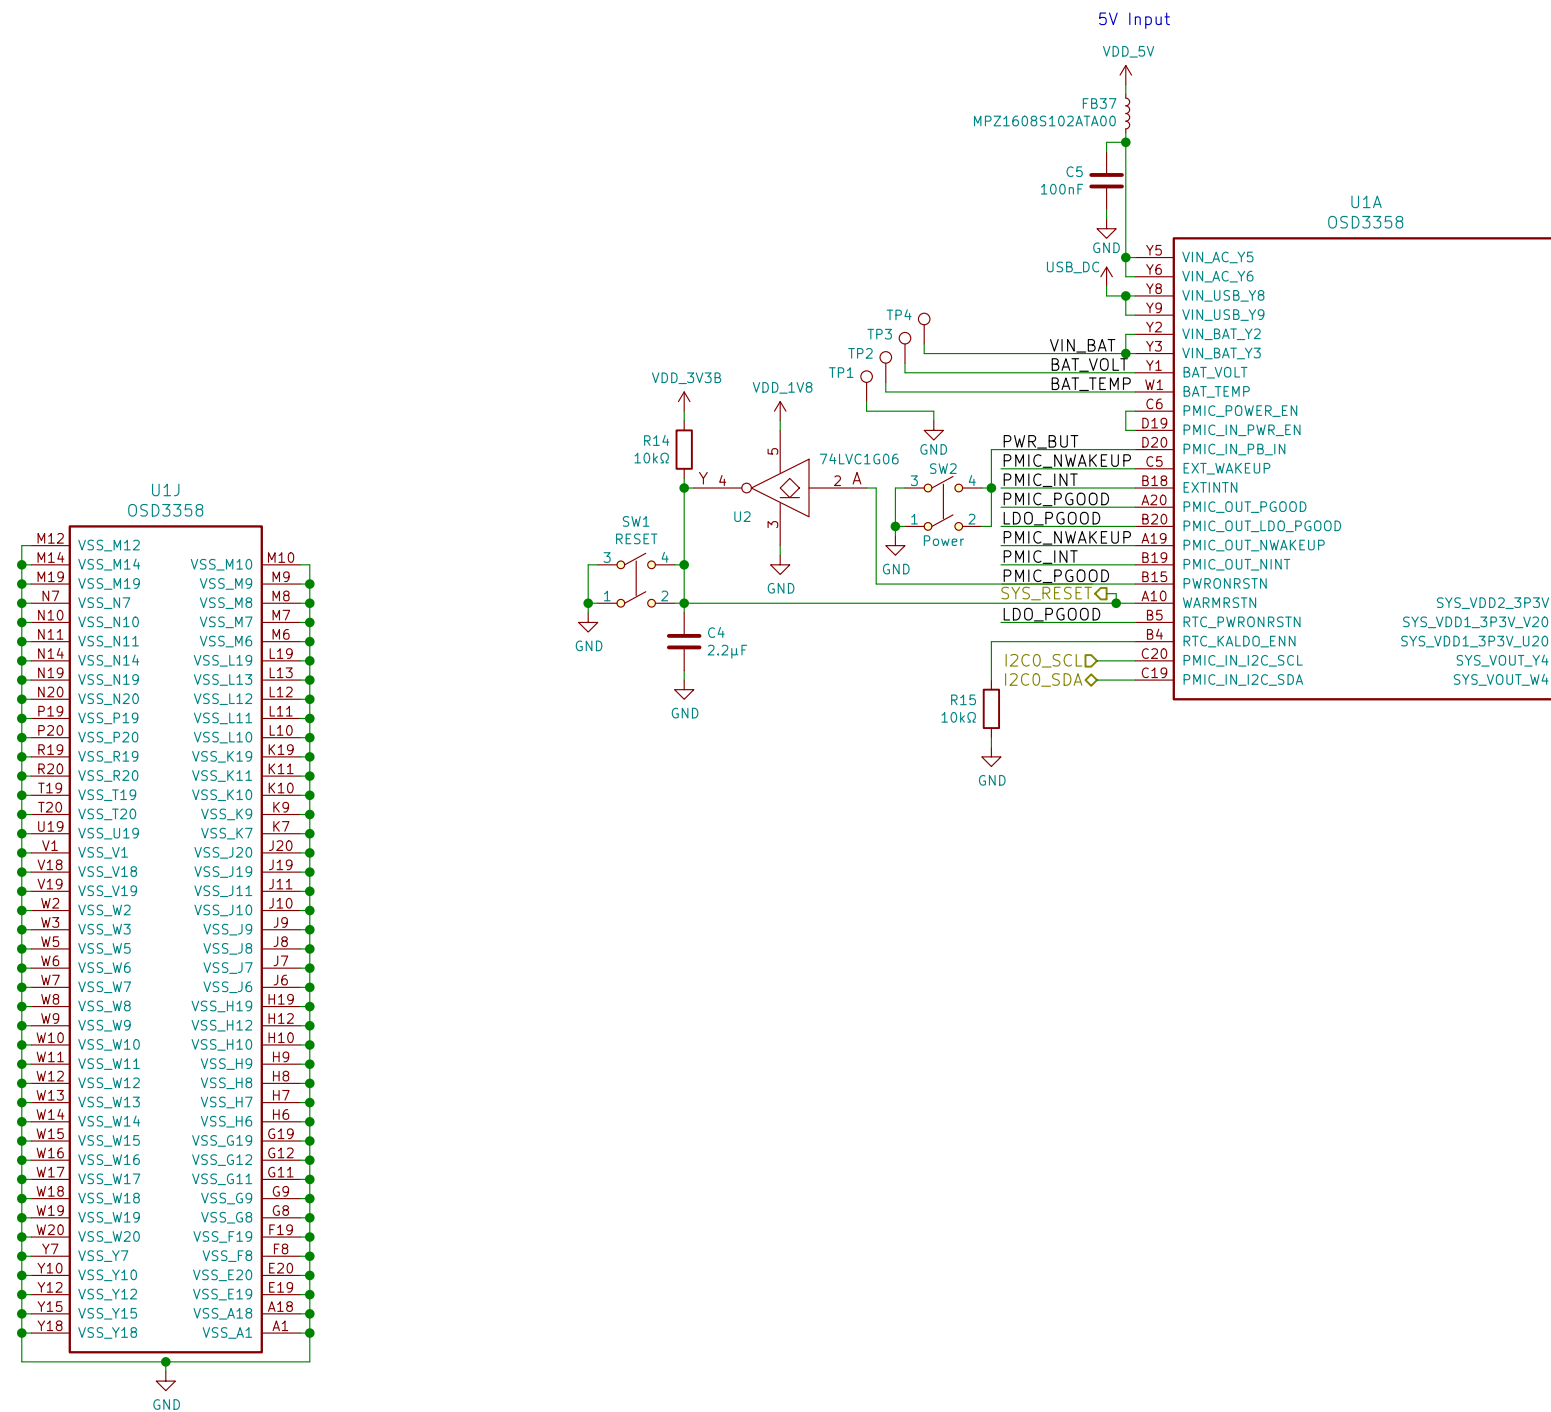 5V Input
VDD_5V
FB37
MPZ1608S102ATA00
C5
100nF
GND
USB_DC
U1A
OSD3358
Y5 VIN_AC_Y5
Y6 VIN_AC_Y6
Y8 VIN_USB_Y8
Y9 VIN_USB_Y9
Y2 VIN_BAT_Y2
VIN_BAT Y3 VIN_BAT_Y3
BAT_VOLT Y1 BAT_VOLT
BAT_TEMP W1 BAT_TEMP
C6 PMIC_POWER_EN
D19 PMIC_IN_PWR_EN
PWR_BUT D20 PMIC_IN_PB_IN
PMIC_NWAKEUP C5 EXT_WAKEUP
PMIC_INT B18 EXTINTN
PMIC_PGOOD A20 PMIC_OUT_PGOOD
LDO_PGOOD B20 PMIC_OUT_LDO_PGOOD
PMIC_NWAKEUP A19 PMIC_OUT_NWAKEUP
PMIC_INT B19 PMIC_OUT_NINT
PMIC_PGOOD B15 PWRONRSTN
SYS_RESET A10 WARMRSTN SYS_VDD2_3P3V
LDO_PGOOD B5 RTC_PWRONRSTN SYS_VDD1_3P3V_V20
B4 RTC_KALDO_ENN SYS_VDD1_3P3V_U20
I2C0_SCL C20 PMIC_IN_I2C_SCL SYS_VOUT_Y4
I2C0_SDA C19 PMIC_IN_I2C_SDA SYS_VOUT_W4
TP4
TP3
TP2
TP1
GND
VDD_3V3B
VDD_1V8
R14
10kΩ
74LVC1G06
Y 4 5 3 2 A
U2
GND
SW2
3 4
1 2
Power
GND
SW1
RESET
3 4
1 2
GND
C4
2.2µF
GND
R15
10kΩ
GND
U1J
OSD3358
M12 VSS_M12
M14 VSS_M14 VSS_M10 M10
M19 VSS_M19 VSS_M9 M9
N7 VSS_N7 VSS_M8 M8
N10 VSS_N10 VSS_M7 M7
N11 VSS_N11 VSS_M6 M6
N14 VSS_N14 VSS_L19 L19
N19 VSS_N19 VSS_L13 L13
N20 VSS_N20 VSS_L12 L12
P19 VSS_P19 VSS_L11 L11
P20 VSS_P20 VSS_L10 L10
R19 VSS_R19 VSS_K19 K19
R20 VSS_R20 VSS_K11 K11
T19 VSS_T19 VSS_K10 K10
T20 VSS_T20 VSS_K9 K9
U19 VSS_U19 VSS_K7 K7
V1 VSS_V1 VSS_J20 J20
V18 VSS_V18 VSS_J19 J19
V19 VSS_V19 VSS_J11 J11
W2 VSS_W2 VSS_J10 J10
W3 VSS_W3 VSS_J9 J9
W5 VSS_W5 VSS_J8 J8
W6 VSS_W6 VSS_J7 J7
W7 VSS_W7 VSS_J6 J6
W8 VSS_W8 VSS_H19 H19
W9 VSS_W9 VSS_H12 H12
W10 VSS_W10 VSS_H10 H10
W11 VSS_W11 VSS_H9 H9
W12 VSS_W12 VSS_H8 H8
W13 VSS_W13 VSS_H7 H7
W14 VSS_W14 VSS_H6 H6
W15 VSS_W15 VSS_G19 G19
W16 VSS_W16 VSS_G12 G12
W17 VSS_W17 VSS_G11 G11
W18 VSS_W18 VSS_G9 G9
W19 VSS_W19 VSS_G8 G8
W20 VSS_W20 VSS_F19 F19
Y7 VSS_Y7 VSS_F8 F8
Y10 VSS_Y10 VSS_E20 E20
Y12 VSS_Y12 VSS_E19 E19
Y15 VSS_Y15 VSS_A18 A18
Y18 VSS_Y18 VSS_A1 A1
GND